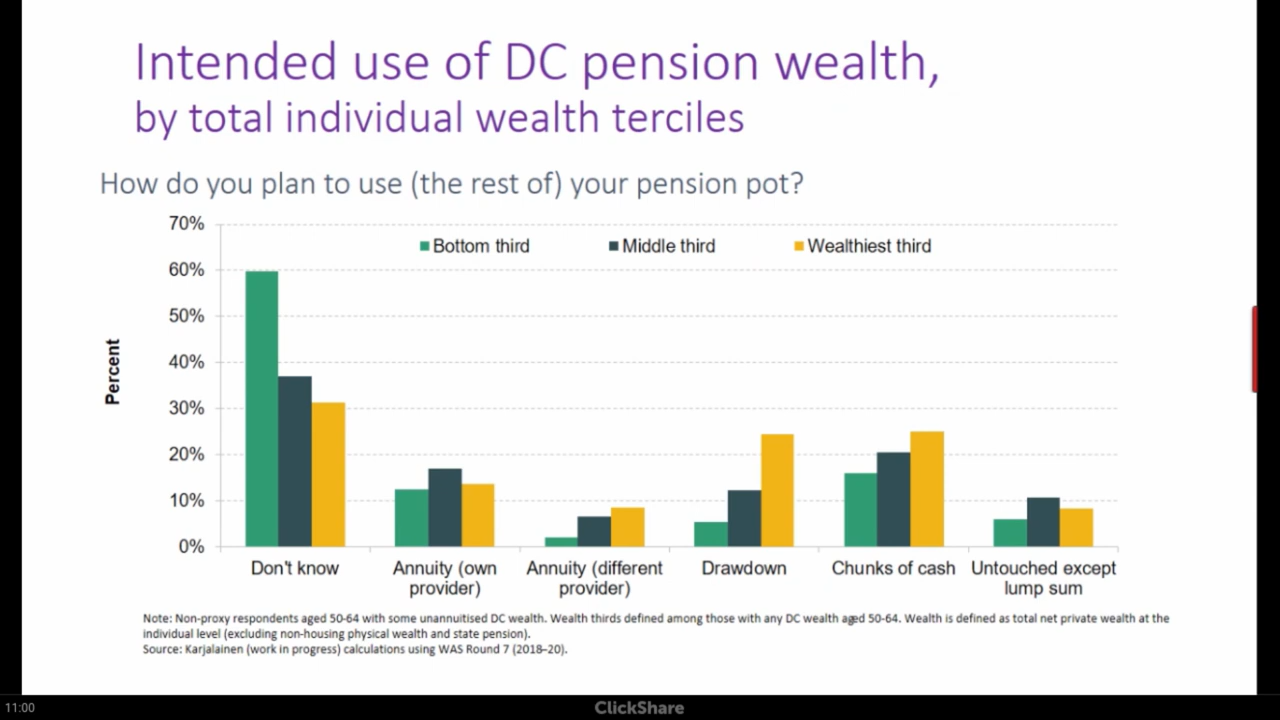 Intended use of DC pension wealth,
by total individual wealth terciles
How do you plan to use (the rest of) your pension pot?
70%
Bottom third
Middle third
Wealthiest third
60%
50%
40%
30%
20%
10%
0%
Percent
Don't know
Annuity (own
provider)
Annuity (different
provider)
Drawdown
Chunks of cash
Untouched except
lump sum
Note: Non-proxy respondents aged 50-64 with some unannuitised DC wealth. Wealth thirds defined among those with any DC wealth aged 50-64. Wealth is defined as total net private wealth at the
individual level (excluding non-housing physical wealth and state pension).
Source: Karjalainen (work in progress) calculations using WAS Round 7 (2018–20).
11:00
ClickShare